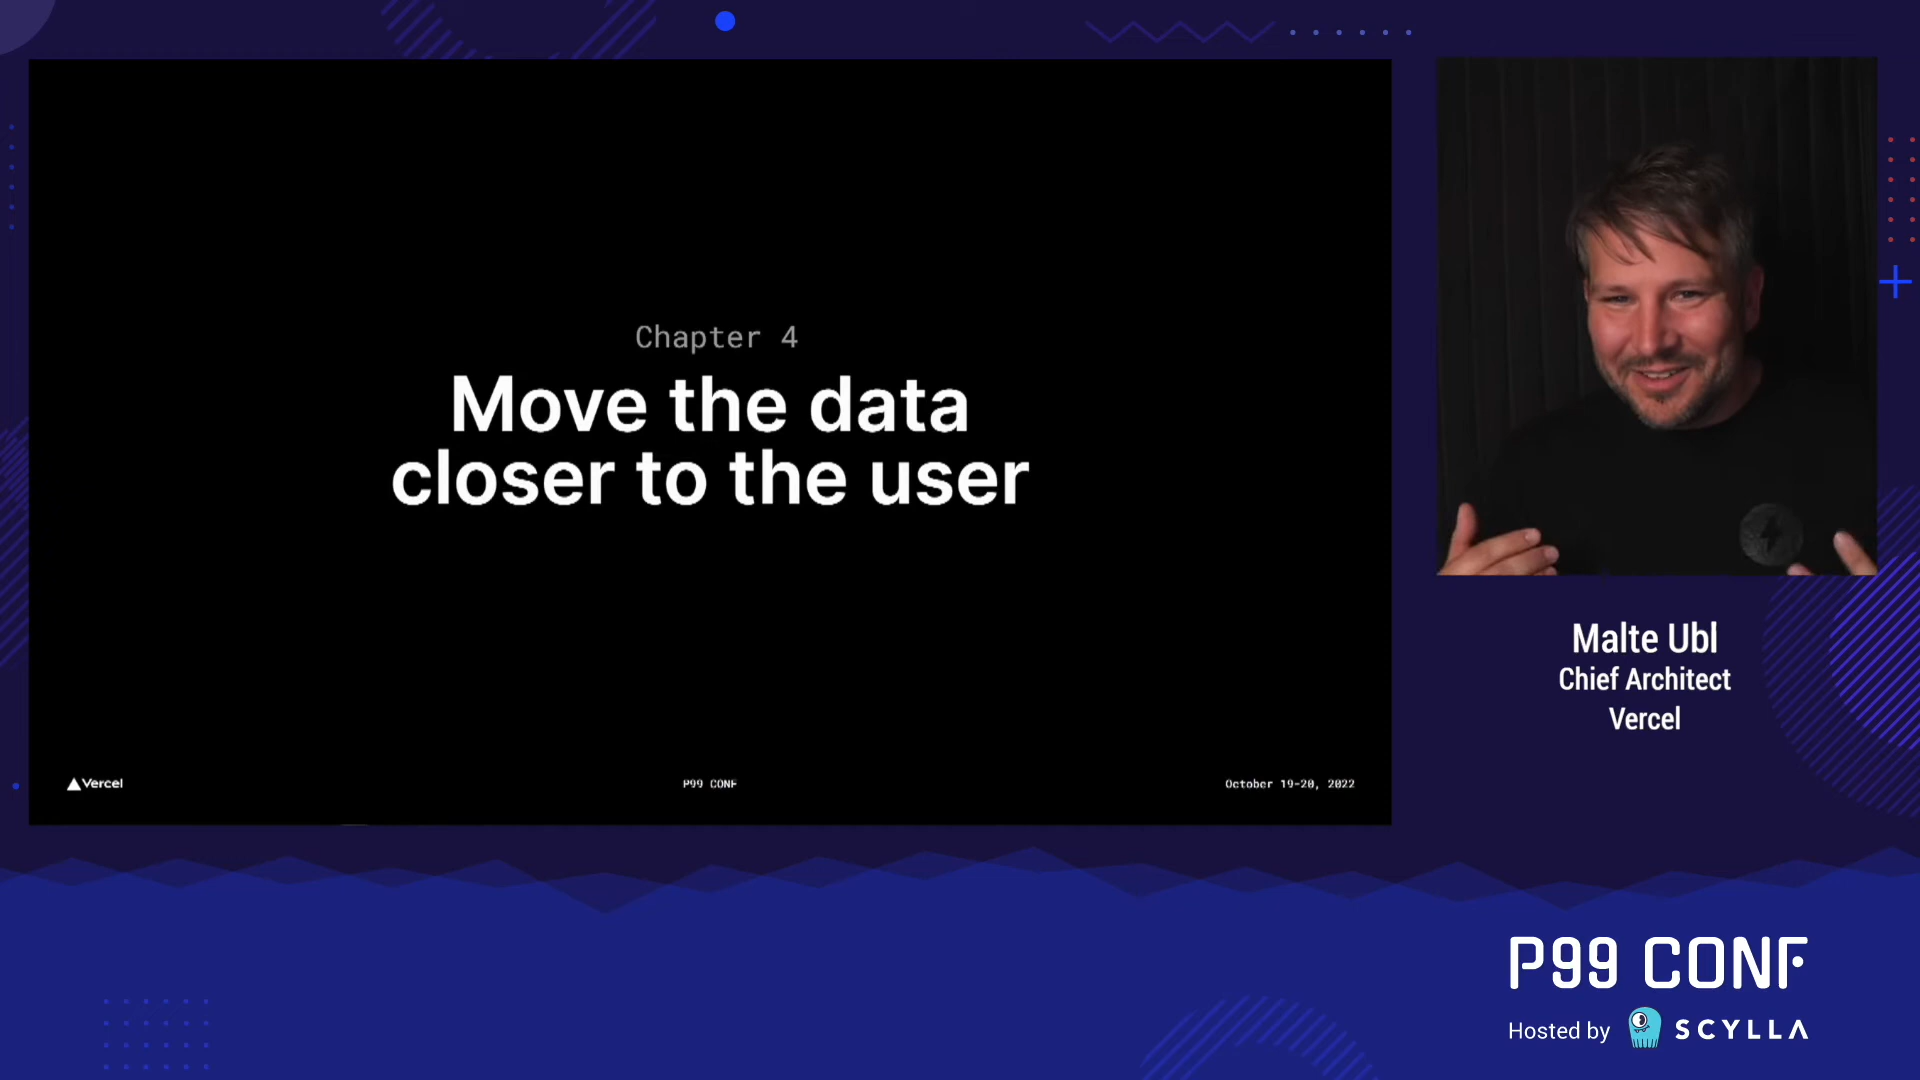 Chapter 4
Move the data
closer to the user
Vercel
P99 CONF
October 19-20, 2022
Malte Ubl
Chief Architect
Vercel
P99 CONF
Hosted by SCYLLA